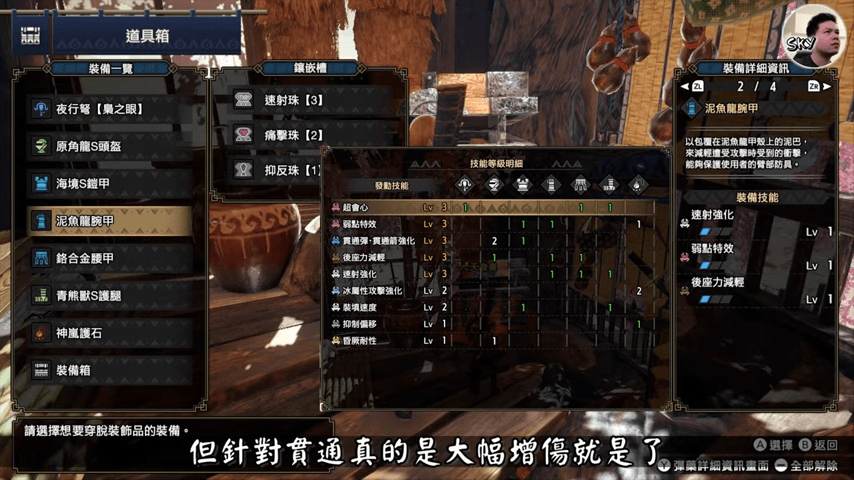 道具箱
裝備一覽
夜行弩【梟之眼】
原角龍S頭盔
海境S鎧甲
泥魚龍腕甲
鉻合金腰甲
青熊獸S護腿
神嵐護石
裝備箱
鑲嵌槽
速射珠【3】
痛擊珠【2】
抑反珠【1】
技能等級明細
發動技能
超會心 Lv 3 1 1 1
弱點特效 Lv 3 1 1 1
貫通彈・貫通箭強化 Lv 3 2 1
後座力減輕 Lv 3 1 1 1
速射強化 Lv 3 1 1 1
冰屬性攻擊強化 Lv 2 2
裝填速度 Lv 2 1 1
抑制偏移 Lv 1 1
昏厥耐性 Lv 1 1
SKY
裝備詳細資訊
ZL 2 / 4 ZR
泥魚龍腕甲
以包覆在泥魚龍甲殼上的泥巴，
來減輕遭受攻擊時受到的衝擊，
能夠保護使用者的臂部防具。
裝備技能
速射強化
Lv 1
弱點特效
Lv 1
後座力減輕
Lv 1
請選擇想要穿脫裝飾品的裝備。
A 選擇 B 返回
Y 彈藥詳細資訊畫面 全部解除
但針對貫通真的是大幅增傷就是了